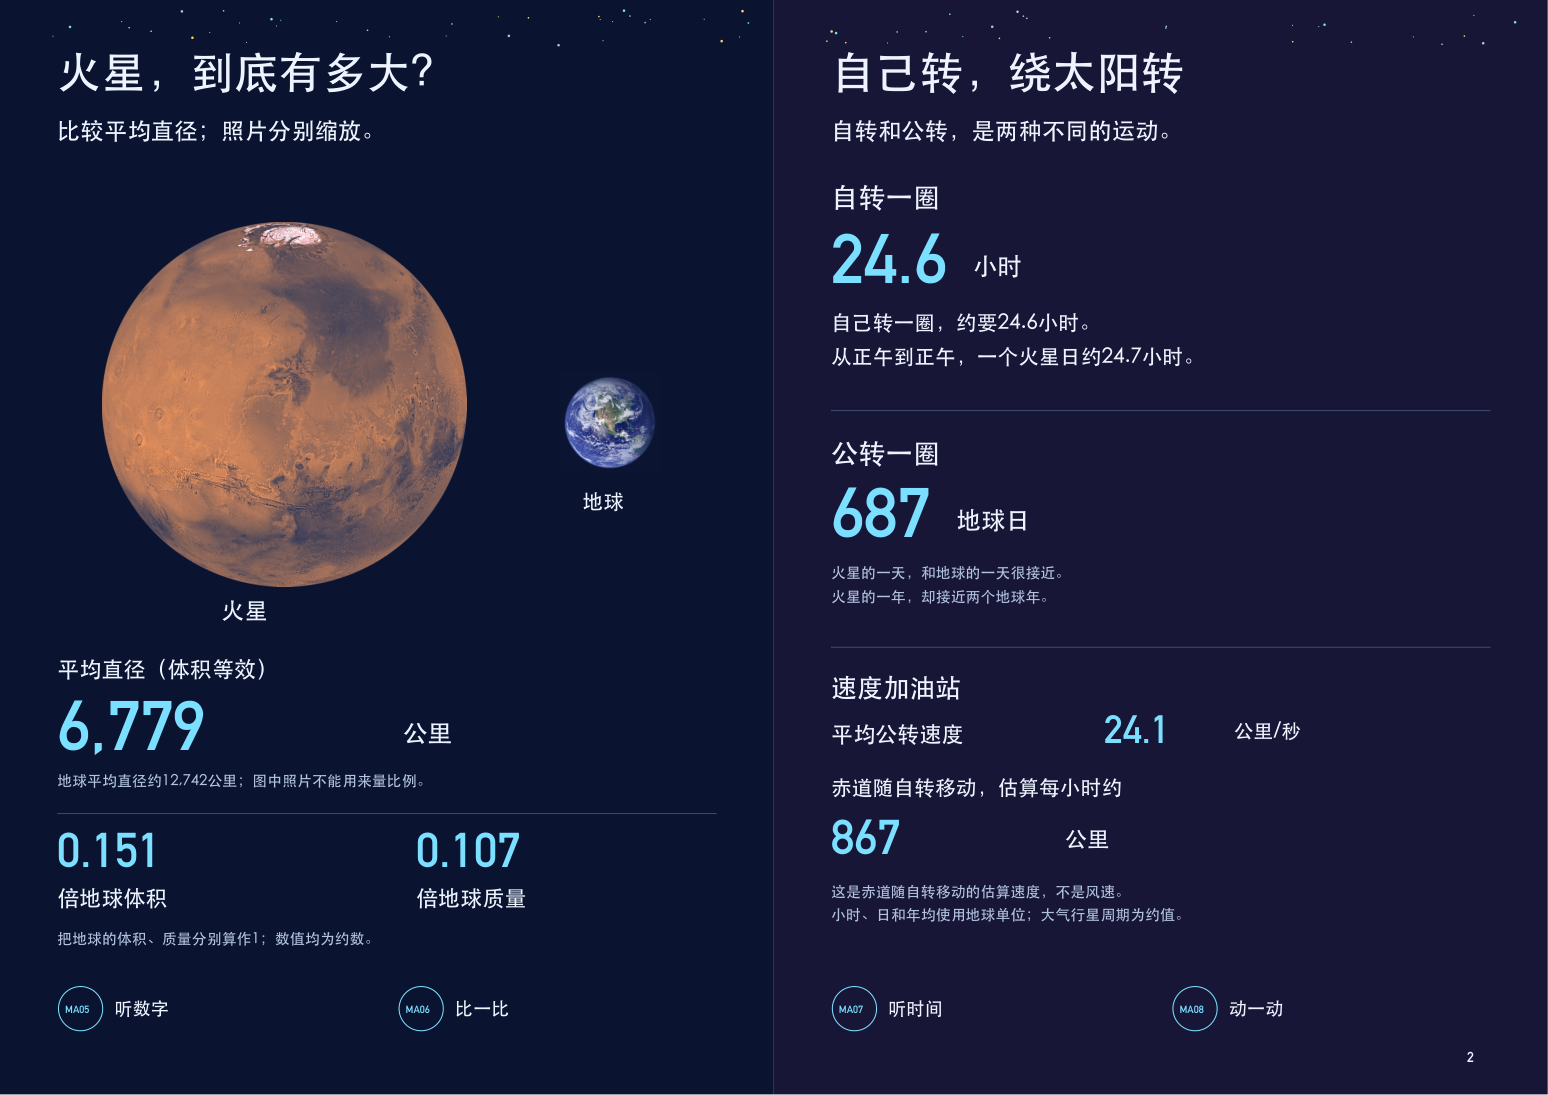 火星，到底有多大？
比较平均直径；照片分别缩放。
地球
火星
平均直径（体积等效）
6,779 公里
地球平均直径约12,742公里；图中照片不能用来量比例。
0.151 0.107
倍地球体积 倍地球质量
把地球的体积、质量分别算作1；数值均为约数。
MA05 听数字 MA06 比一比
自己转，绕太阳转
自转和公转，是两种不同的运动。
自转一圈
24.6 小时
自己转一圈，约要24.6小时。
从正午到正午，一个火星日约24.7小时。
公转一圈
687 地球日
火星的一天，和地球的一天很接近。
火星的一年，却接近两个地球年。
速度加油站
平均公转速度 24.1 公里/秒
赤道随自转移动，估算每小时约
867 公里
这是赤道随自转移动的估算速度，不是风速。
小时、日和年均使用地球单位；大气行星周期为约值。
MA07 听时间 MA08 动一动
2